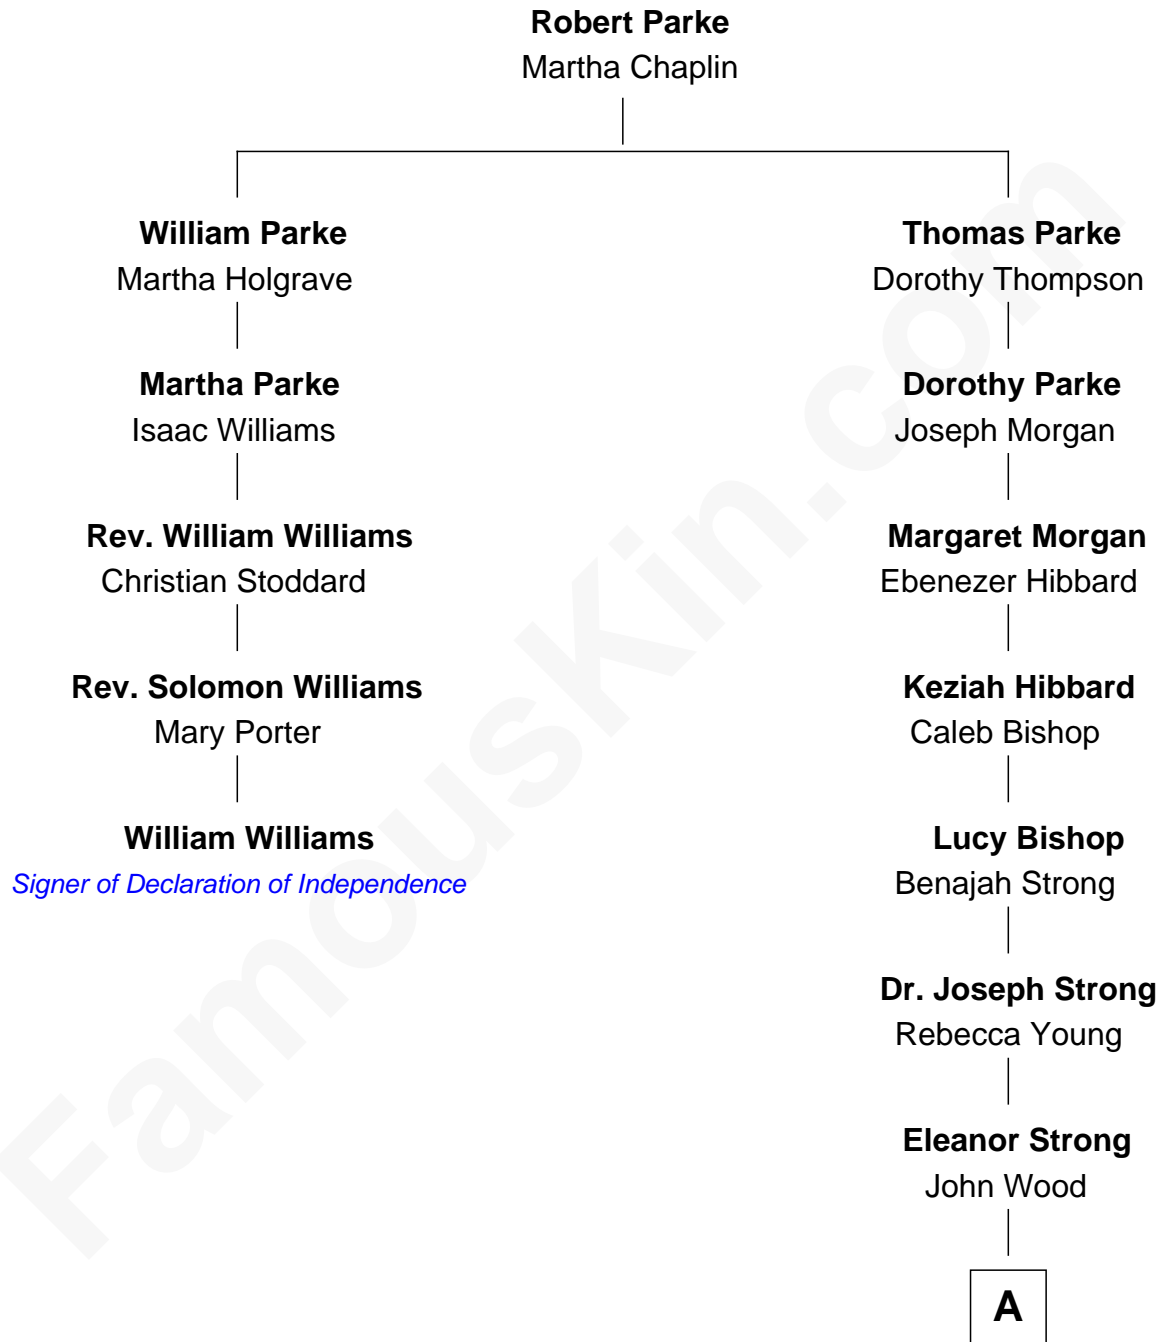 Robert Parke
Martha Chaplin
William Parke
Martha Holgrave
Thomas Parke
Dorothy Thompson
Martha Parke
Isaac Williams
Dorothy Parke
Joseph Morgan
Rev. William Williams
Christian Stoddard
Margaret Morgan
Ebenezer Hibbard
Rev. Solomon Williams
Mary Porter
Keziah Hibbard
Caleb Bishop
William Williams
Signer of Declaration of Independence
Lucy Bishop
Benajah Strong
Dr. Joseph Strong
Rebecca Young
Eleanor Strong
John Wood
A
FamousKin.com